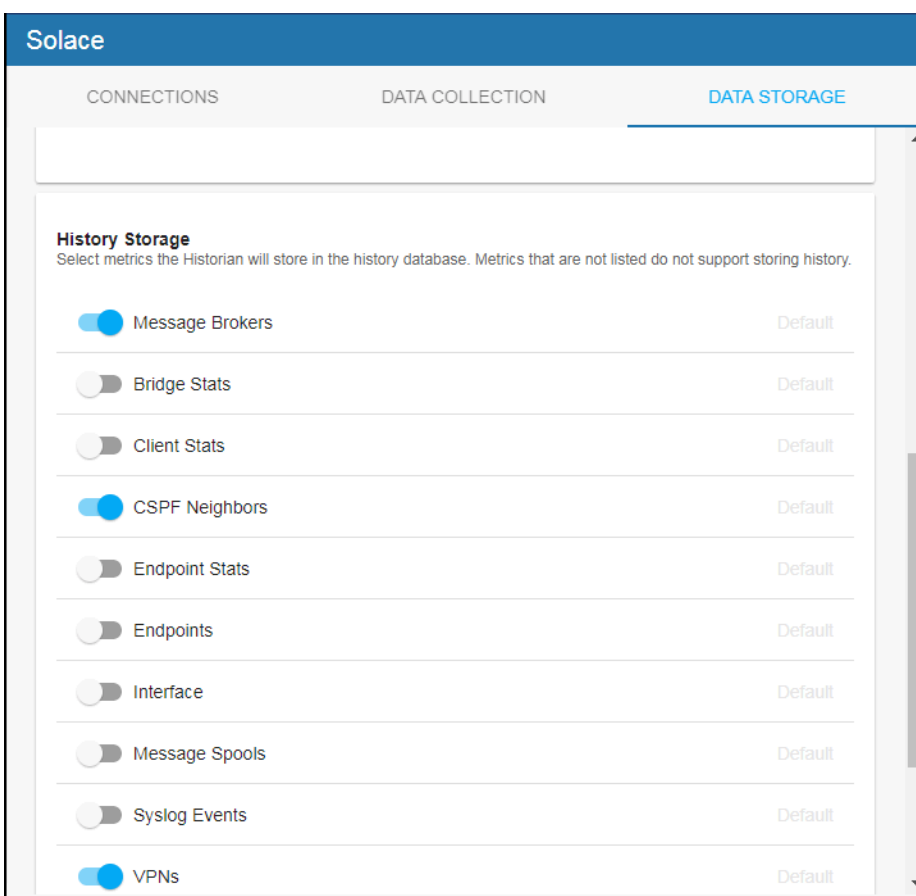 Solace
CONNECTIONS DATA COLLECTION DATA STORAGE
History Storage
Select metrics the Historian will store in the history database. Metrics that are not listed do not support storing history.
Message Brokers Default
Bridge Stats Default
Client Stats Default
CSPF Neighbors Default
Endpoint Stats Default
Endpoints Default
Interface Default
Message Spools Default
Syslog Events Default
VPNs Default